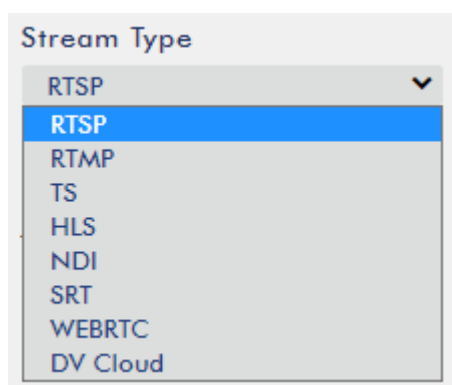 Stream Type
RTSP
RTSP
RTMP
TS
HLS
NDI
SRT
WEBRTC
DV Cloud